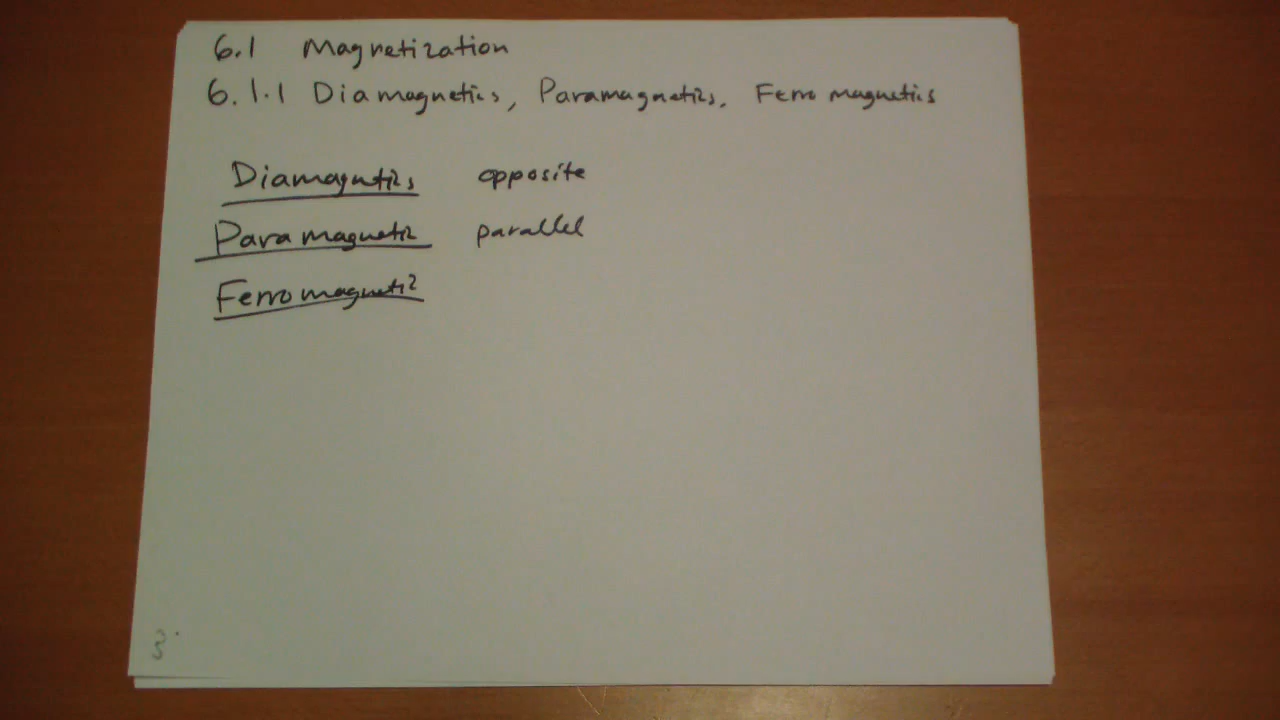 6.1 Magnetization
6.1.1 Diamagnetics, Paramagnetics, Ferromagnetics
Diamagnetics opposite
Paramagnetic parallel
Ferromagnetic